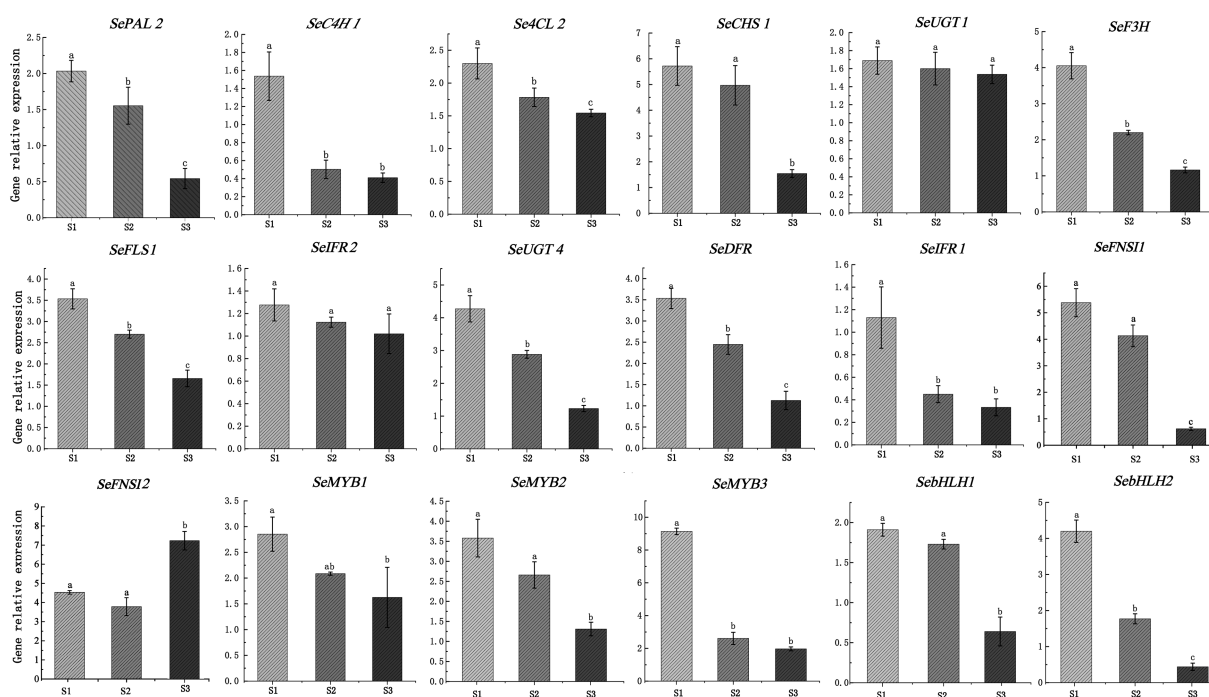 SePAL 2
Gene relative expression
2.5
2.0
1.5
1.0
0.5
0.0
a
b
c
S1 S2 S3
SeC4H 1
2.0
1.8
1.6
1.4
1.2
1.0
0.8
0.6
0.4
0.2
0.0
a
b
b
S1 S2 S3
Se4CL 2
3.0
2.5
2.0
1.5
1.0
0.5
0.0
a
b
c
S1 S2 S3
SeCHS 1
7
6
5
4
3
2
1
0
a
a
b
S1 S2 S3
SeUGT 1
2.0
1.8
1.6
1.4
1.2
1.0
0.8
0.6
0.4
0.2
0.0
a
a
a
S1 S2 S3
SeF3H
5
4
3
2
1
0
a
b
c
S1 S2 S3
SeFLS 1
Gene relative expression
4.0
3.5
3.0
2.5
2.0
1.5
1.0
0.5
0.0
a
b
c
S1 S2 S3
SeIFR 2
1.6
1.4
1.2
1.0
0.8
0.6
0.4
0.2
0.0
a
a
a
S1 S2 S3
SeUGT 4
5
4
3
2
1
0
a
b
c
S1 S2 S3
SeDFR
4.0
3.5
3.0
2.5
2.0
1.5
1.0
0.5
0.0
a
b
c
S1 S2 S3
SeIFR 1
1.6
1.4
1.2
1.0
0.8
0.6
0.4
0.2
0.0
a
b
b
S1 S2 S3
SeFNSI1
6
5
4
3
2
1
0
a
a
c
S1 S2 S3
SeFNSI2
Gene relative expression
9
8
7
6
5
4
3
2
1
0
a
a
b
S1 S2 S3
SeMYB1
3.5
3.0
2.5
2.0
1.5
1.0
0.5
0.0
a
ab
b
S1 S2 S3
SeMYB2
4.5
4.0
3.5
3.0
2.5
2.0
1.5
1.0
0.5
0.0
a
a
b
S1 S2 S3
SeMYB3
10
8
6
4
2
0
a
b
b
S1 S2 S3
SebHLH1
2.0
1.5
1.0
0.5
0.0
a
a
b
S1 S2 S3
SebHLH2
5
4
3
2
1
0
a
b
c
S1 S2 S3